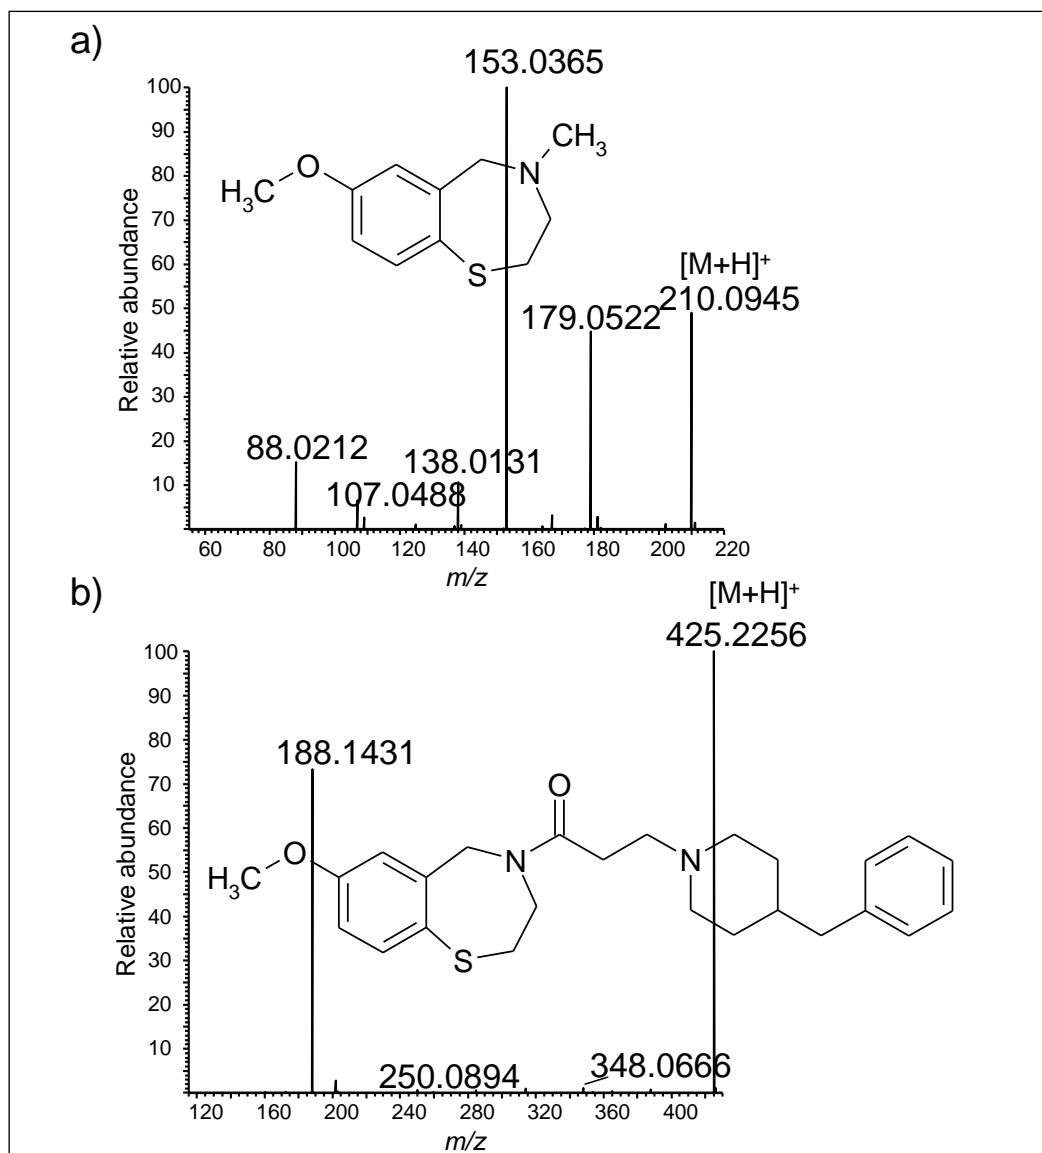 a)
153.0365
100
90
80
70
60
50
40
30
20
10
Relative abundance
H3C
O
N
CH3
S
[M+H]+
210.0945
179.0522
88.0212
138.0131
107.0488
60 80 100 120 140 160 180 200 220
m/z
b)
[M+H]+
425.2256
100
90
80
70
60
50
40
30
20
10
Relative abundance
188.1431
O
H3C
O
N
N
S
250.0894
348.0666
120 160 200 240 280 320 360 400
m/z